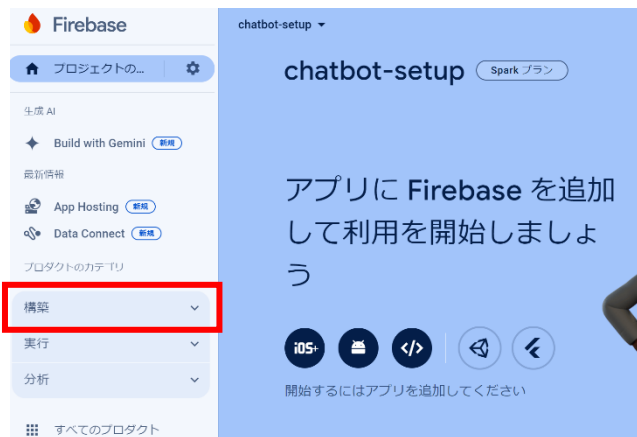 Firebase
プロジェクトの...
生成 AI
Build with Gemini 新規
最新情報
App Hosting 新規
Data Connect 新規
プロダクトのカテゴリ
構築
実行
分析
すべてのプロダクト
chatbot-setup
chatbot-setup Spark プラン
アプリに Firebase を追加
して利用を開始しましょ
う
iOS+
開始するにはアプリを追加してください